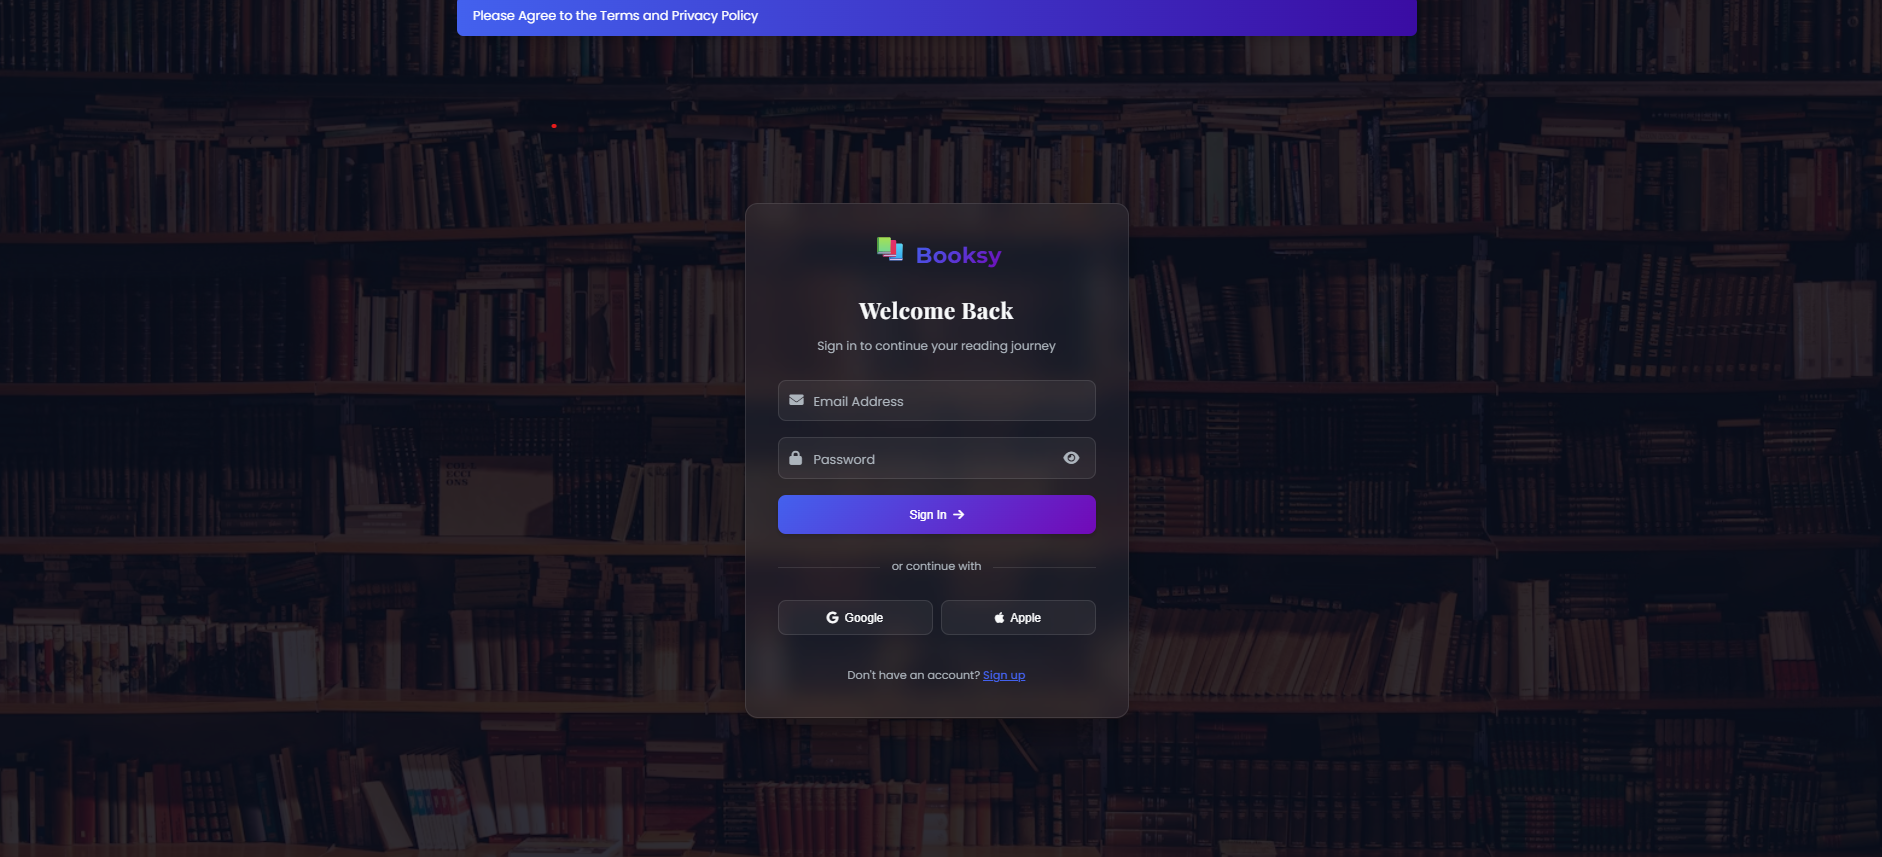 Please Agree to the Terms and Privacy Policy
Booksy
Welcome Back
Sign in to continue your reading journey
Email Address
Password
Sign In
or continue with
Google
Apple
Don't have an account? Sign up